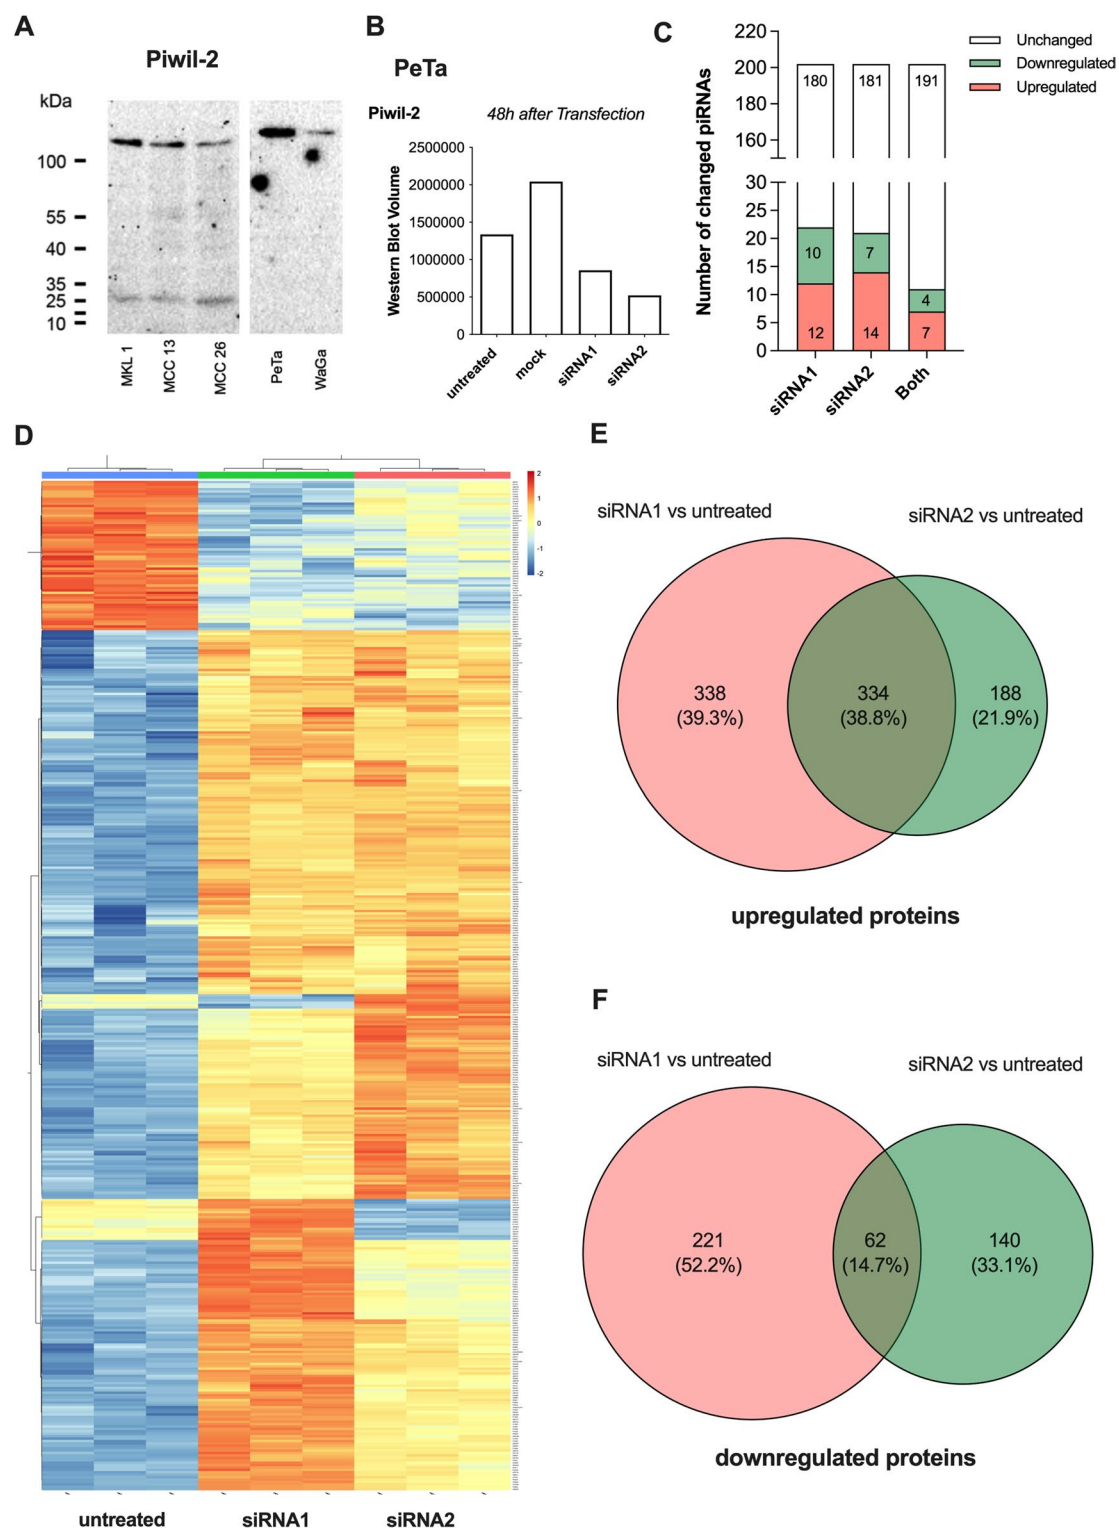 A
Piwil-2
kDa
100
55
40
35
25
15
10
MKL 1
MCC 13
MCC 26
PeTa
WaGa
B
PeTa
Piwil-2
48h after Transfection
Western Blot Volume
2500000
2000000
1500000
1000000
500000
0
untreated
mock
siRNA1
siRNA2
C
Number of changed piRNAs
220
200
180
160
30
25
20
15
10
5
0
180
181
191
10
7
4
12
14
7
siRNA1
siRNA2
Both
Unchanged
Downregulated
Upregulated
D
2
1
0
-1
-2
untreated
siRNA1
siRNA2
E
siRNA1 vs untreated
siRNA2 vs untreated
338
(39.3%)
334
(38.8%)
188
(21.9%)
upregulated proteins
F
siRNA1 vs untreated
siRNA2 vs untreated
221
(52.2%)
62
(14.7%)
140
(33.1%)
downregulated proteins